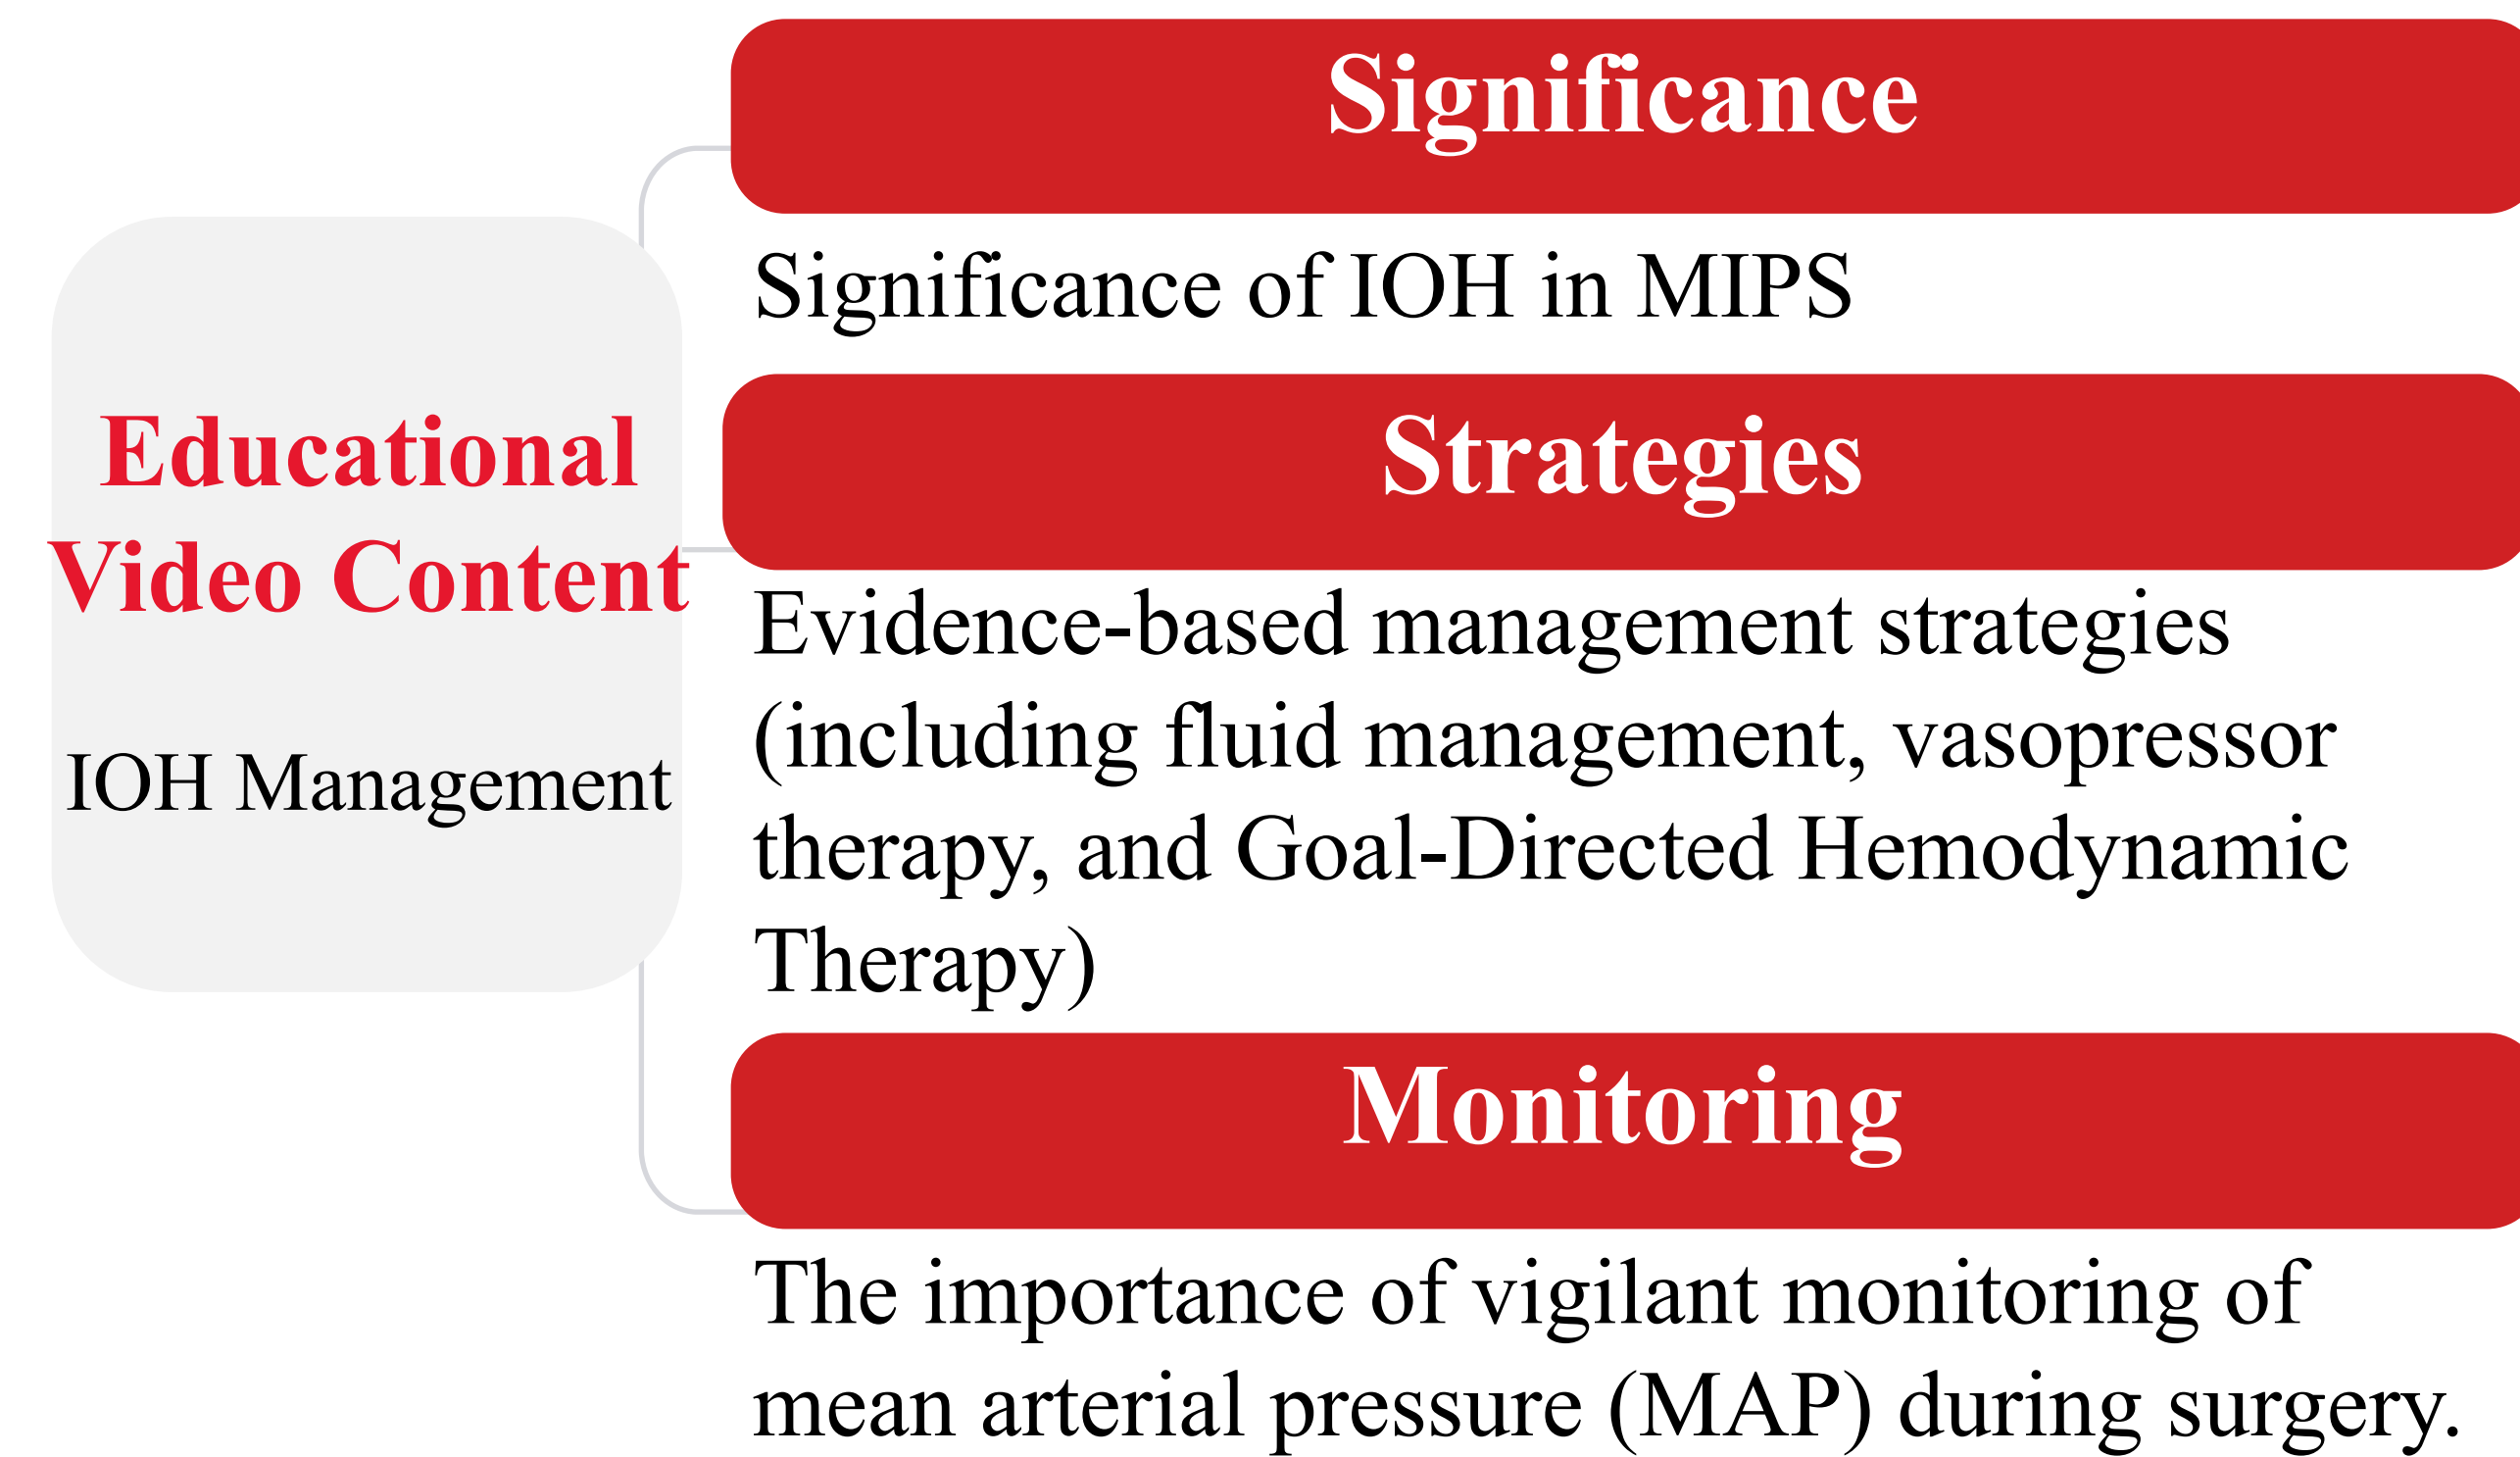 Educational
Video Content
IOH Management
Significance
Significance of IOH in MIPS
Strategies
Evidence-based management strategies
(including fluid management, vasopressor
therapy, and Goal-Directed Hemodynamic
Therapy)
Monitoring
The importance of vigilant monitoring of
mean arterial pressure (MAP) during surgery.